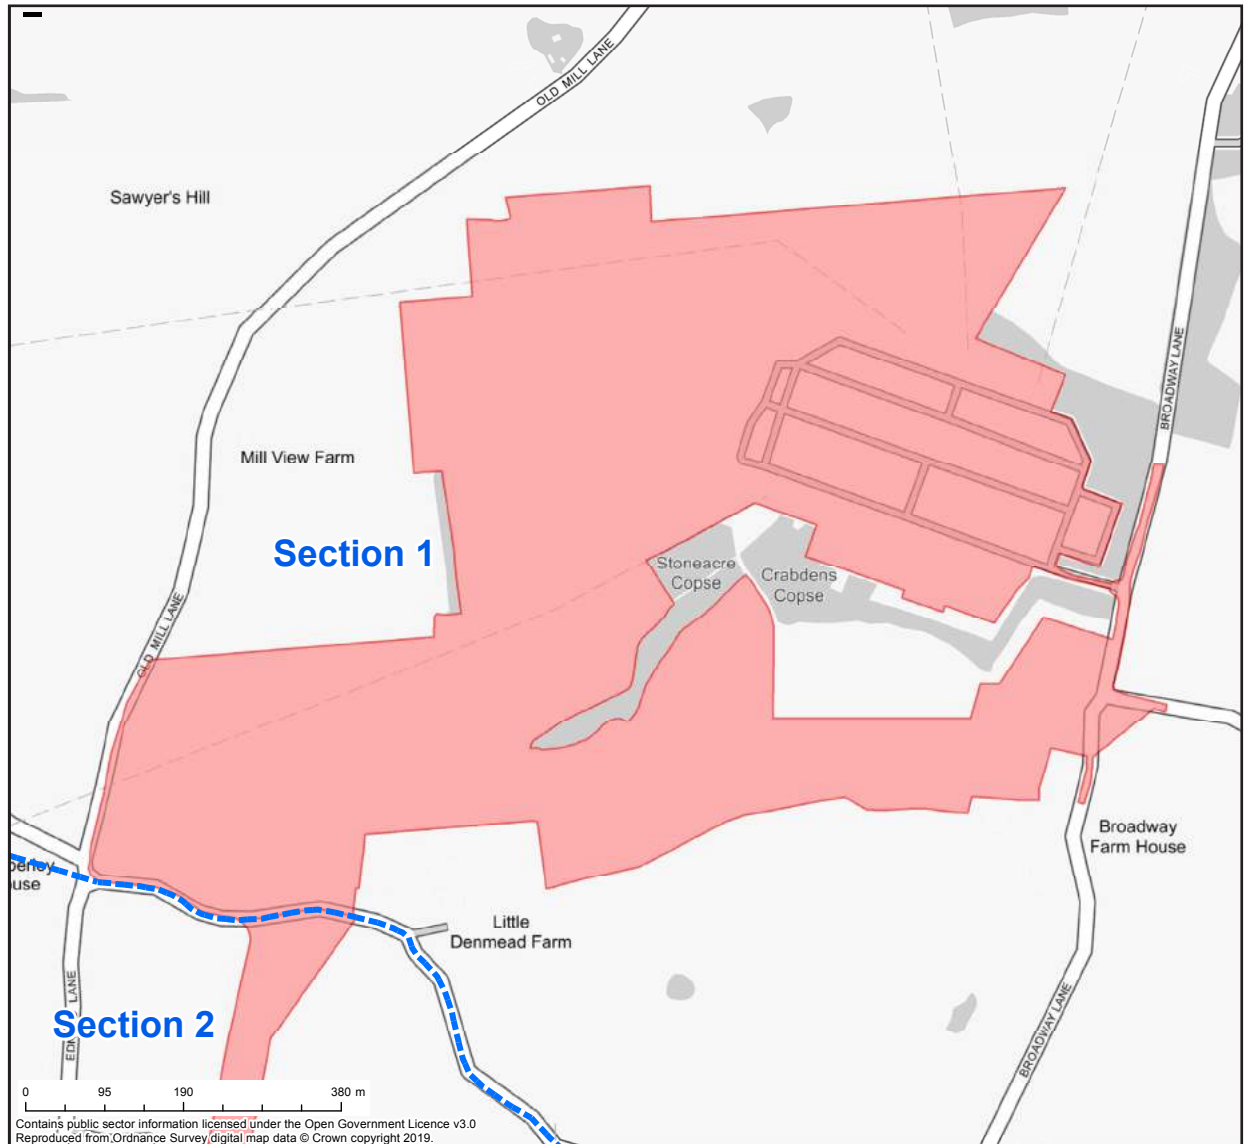 OLD MILL LANE
Sawyer's Hill
BROADWAY LANE
Mill View Farm
Section 1
Stoneacre
Copse
Crabdens
Copse
OLD MILL LANE
Broadway
Farm House
Little
Denmead Farm
LANE
Section 2
BROADWAY LANE
0 95 190 380 m
Contains public sector information licensed under the Open Government Licence v3.0
Reproduced from Ordnance Survey digital map data © Crown copyright 2019.